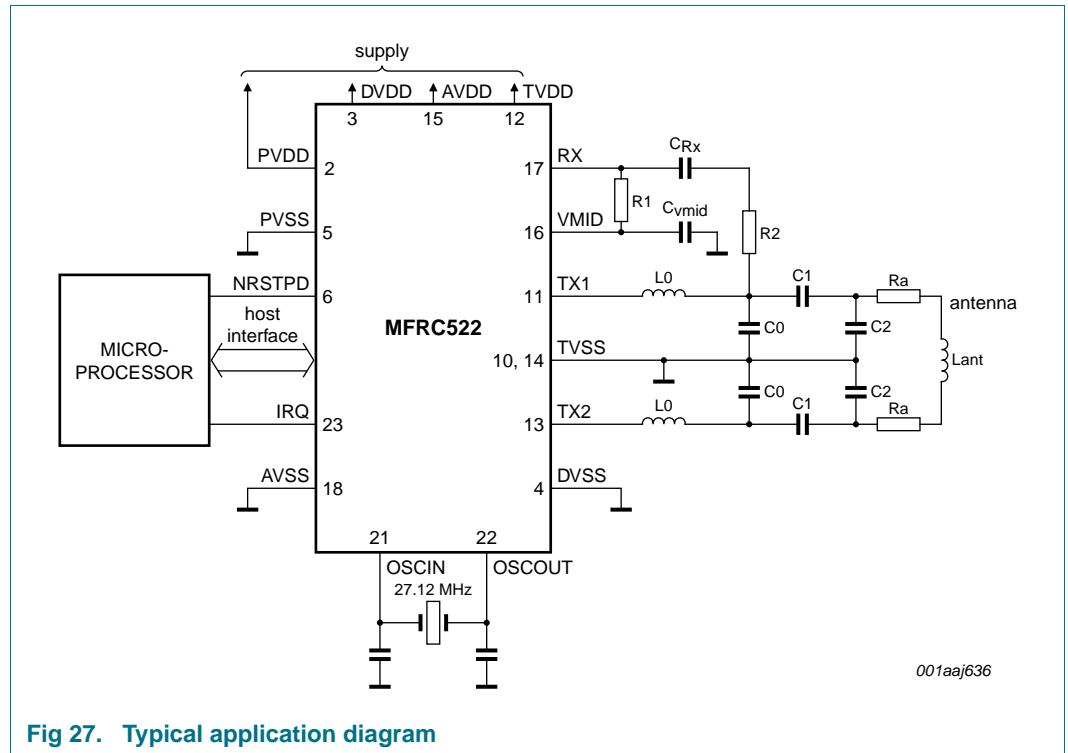 supply
DVDD
AVDD
TVDD
3
15
12
PVDD
2
17
RX
CRx
R1
PVSS
5
16
VMID
Cvmid
R2
NRSTPD
6
11
TX1
L0
C1
Ra
antenna
host
interface
MFRC522
C0
C2
MICRO-
PROCESSOR
10, 14
TVSS
Lant
C0
C2
IRQ
23
13
TX2
L0
C1
Ra
AVSS
18
4
DVSS
21
22
OSCIN
OSCOUT
27.12 MHz
001aaj636
Fig 27. Typical application diagram